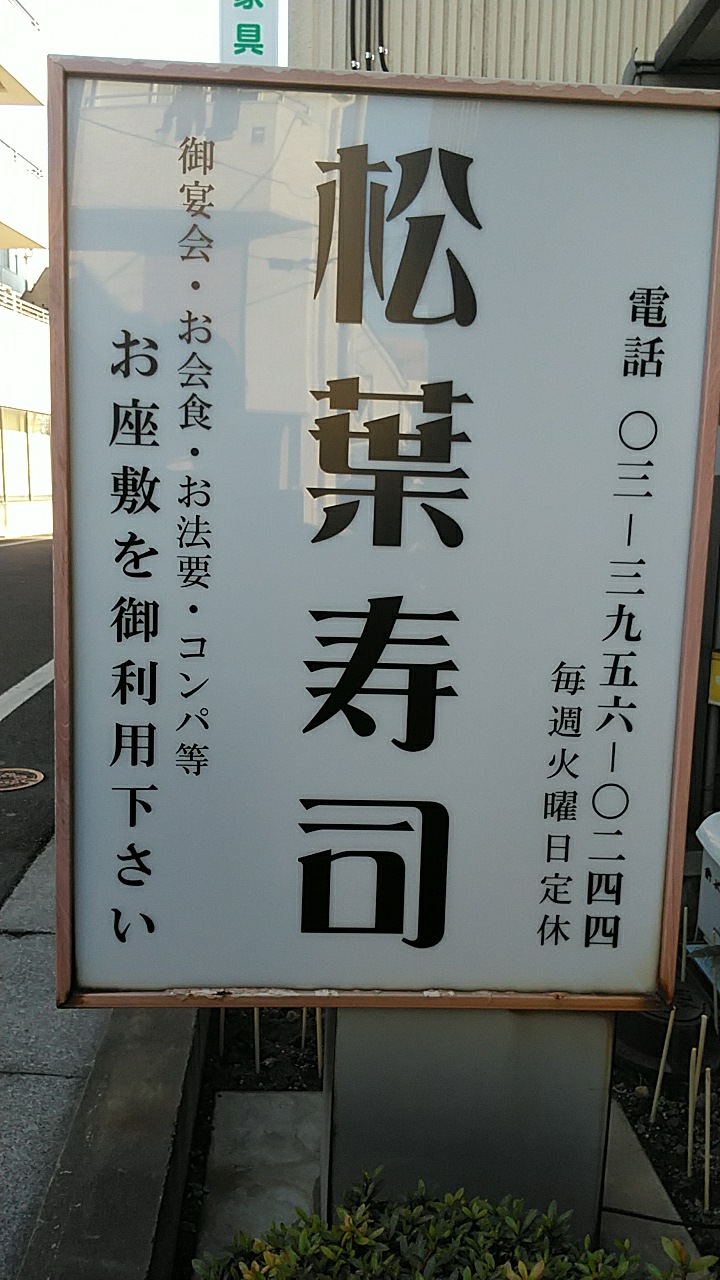 家具
電話 〇三ー三九五六ー〇二四四
毎週火曜日定休
松葉寿司
御宴会・お会食・お法要・コンパ等
お座敷を御利用下さい